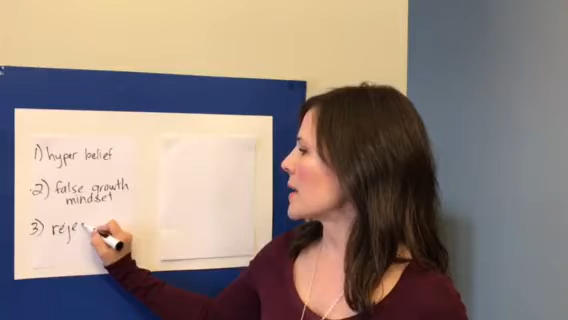 1) hyper belief
2) false growth
mindset
3) reje